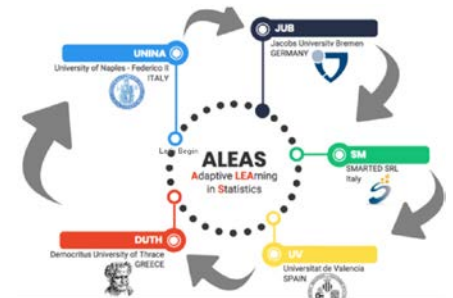 UNINA
University of Naples - Federico II
ITALY
JUB
Jacobs University Bremen
GERMANY
SM
SMARTED SRL
Italy
ALEAS
Adaptive LEArning
in Statistics
DUTH
Democritus University of Thrace
GREECE
UV
Universitat de Valencia
SPAIN